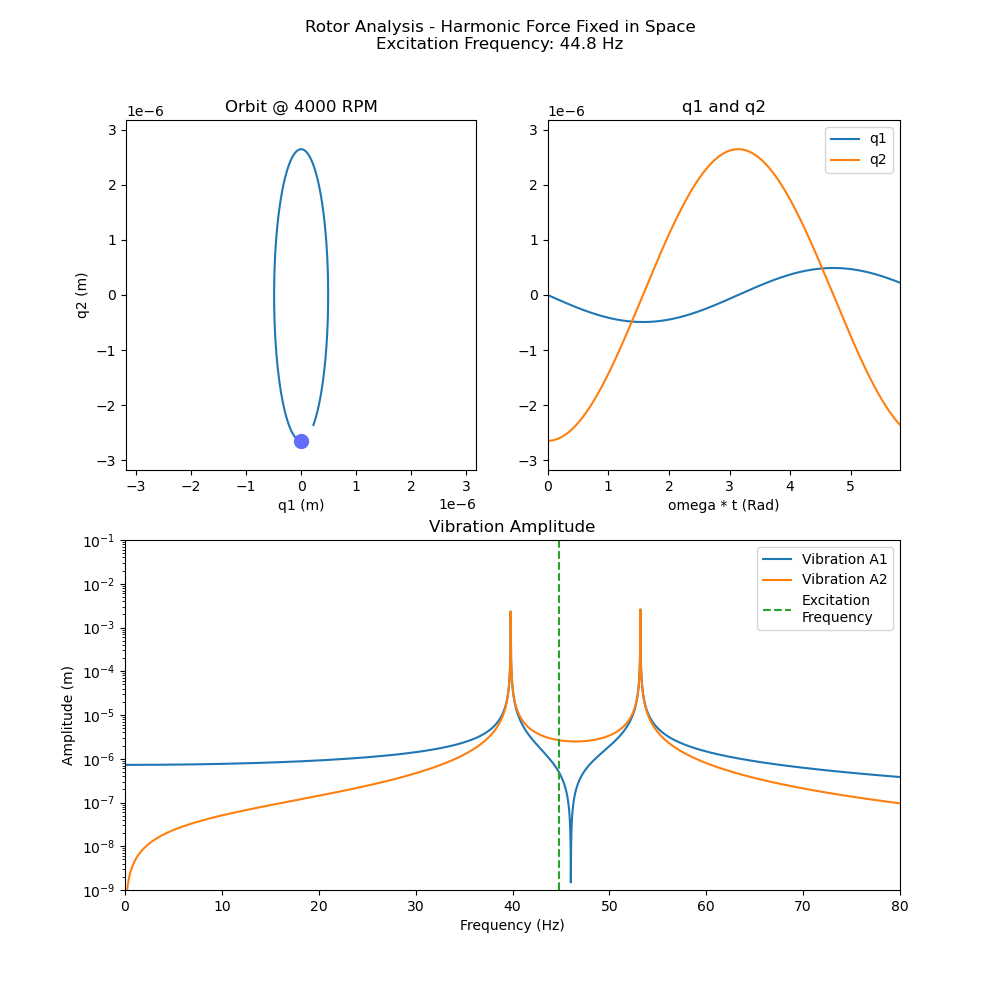 Rotor Analysis - Harmonic Force Fixed in Space
Excitation Frequency: 44.8 Hz
Orbit @ 4000 RPM
1e−6
q2 (m)
3
2
1
0
−1
−2
−3
−3 −2 −1 0 1 2 3
q1 (m)
1e−6
q1 and q2
1e−6
3
2
1
0
−1
−2
−3
q1
q2
0 1 2 3 4 5
omega * t (Rad)
Vibration Amplitude
Amplitude (m)
10⁻¹
10⁻²
10⁻³
10⁻⁴
10⁻⁵
10⁻⁶
10⁻⁷
10⁻⁸
10⁻⁹
Vibration A1
Vibration A2
Excitation
Frequency
0 10 20 30 40 50 60 70 80
Frequency (Hz)